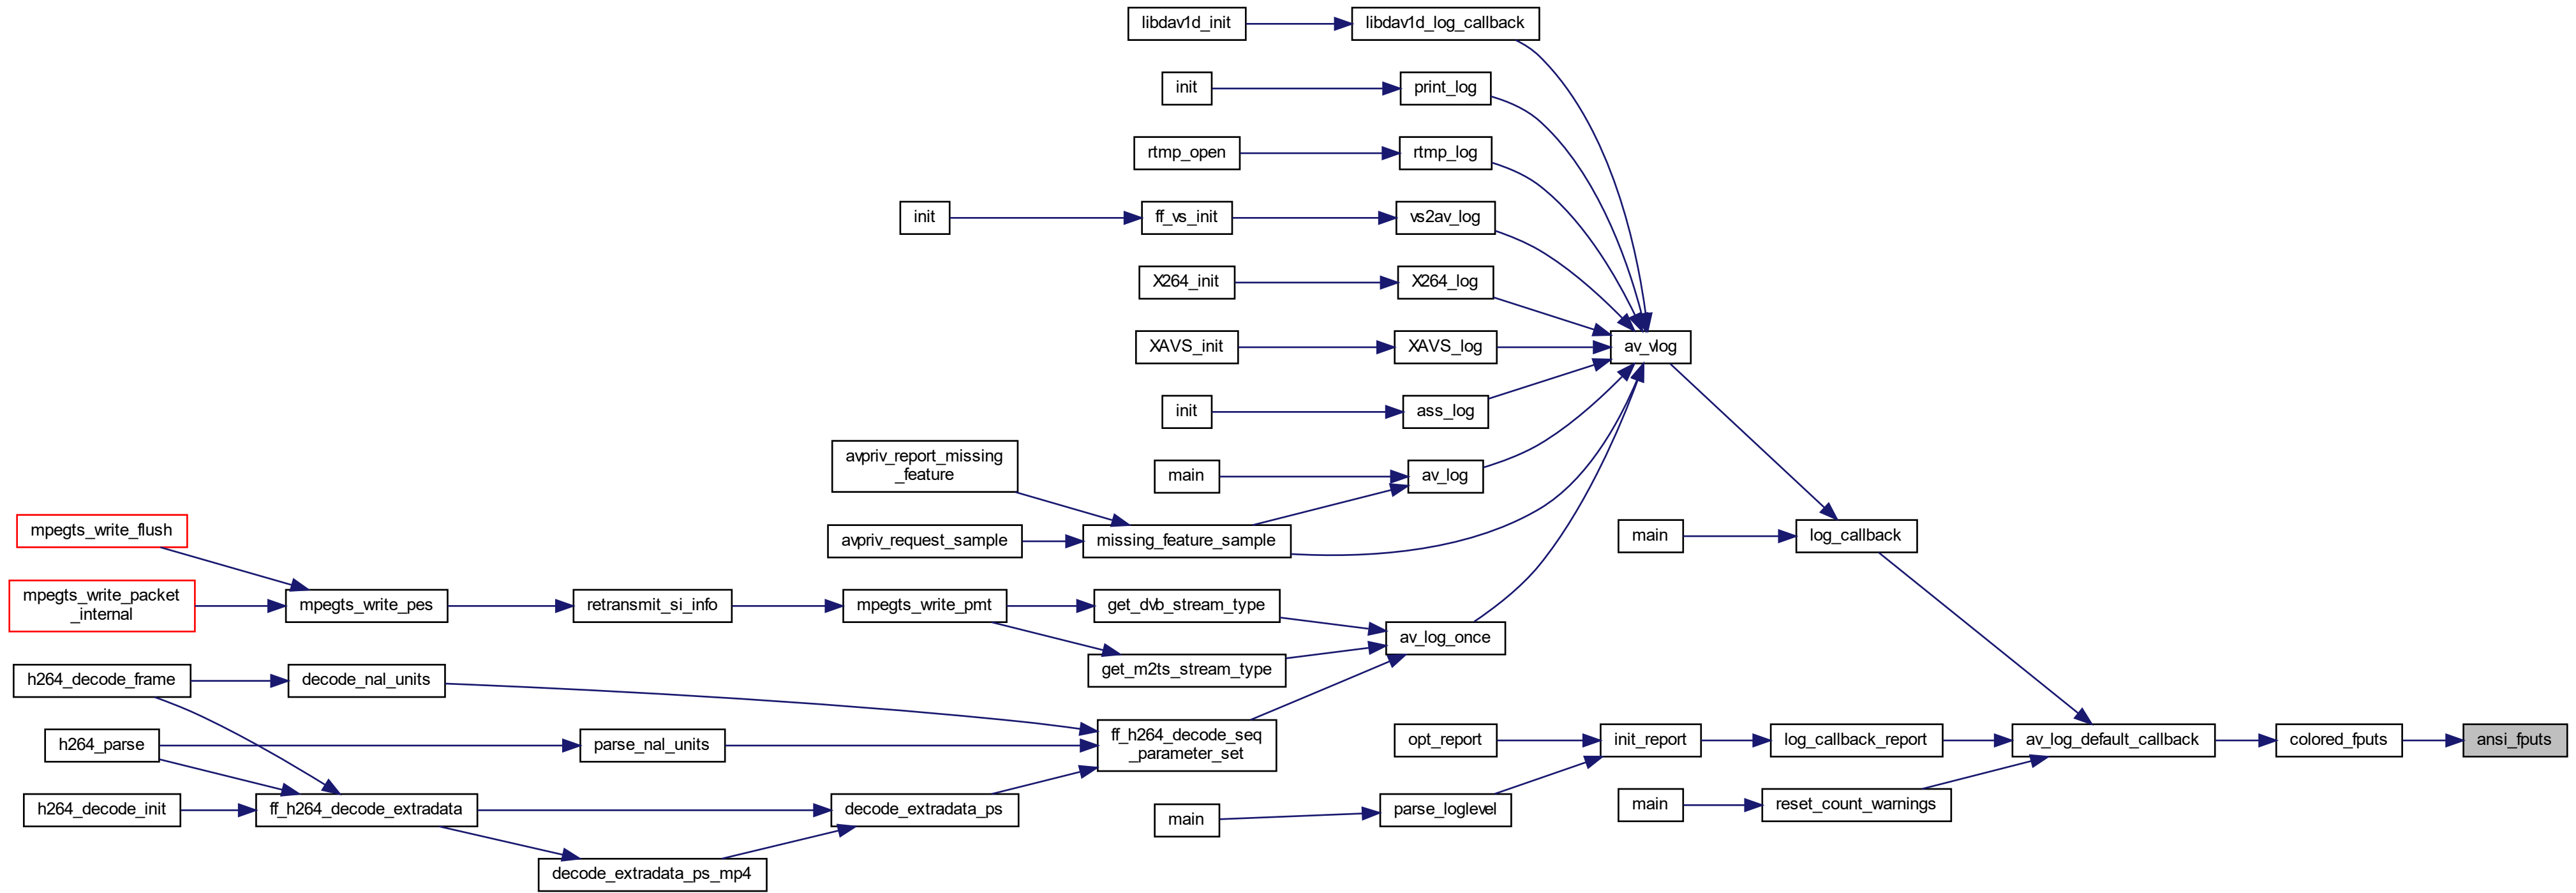 libdav1d_init
libdav1d_log_callback
init
print_log
rtmp_open
rtmp_log
init
ff_vs_init
vs2av_log
X264_init
X264_log
XAVS_init
XAVS_log
av_vlog
init
ass_log
avpriv_report_missing
_feature
main
av_log
mpegts_write_flush
avpriv_request_sample
missing_feature_sample
main
log_callback
mpegts_write_packet
_internal
mpegts_write_pes
retransmit_si_info
mpegts_write_pmt
get_dvb_stream_type
av_log_once
get_m2ts_stream_type
h264_decode_frame
decode_nal_units
h264_parse
parse_nal_units
ff_h264_decode_seq
_parameter_set
opt_report
init_report
log_callback_report
av_log_default_callback
colored_fputs
ansi_fputs
h264_decode_init
ff_h264_decode_extradata
decode_extradata_ps
main
parse_loglevel
main
reset_count_warnings
decode_extradata_ps_mp4